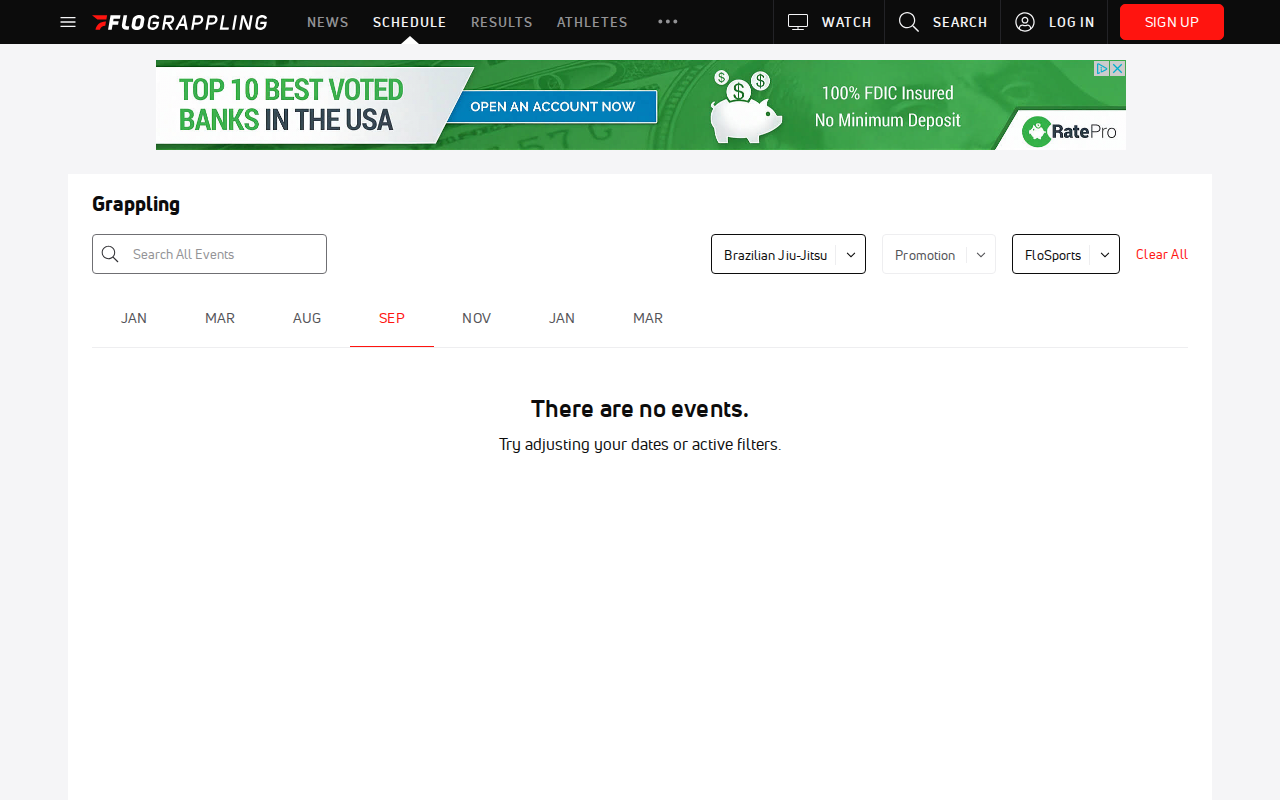 FLOGRAPPLING NEWS SCHEDULE RESULTS ATHLETES ••• WATCH SEARCH LOG IN SIGN UP
TOP 10 BEST VOTED
BANKS IN THE USA
OPEN AN ACCOUNT NOW
$ $ $
100% FDIC Insured
No Minimum Deposit
RatePro
Grappling
Search All Events Brazilian Jiu-Jitsu Promotion FloSports Clear All
JAN MAR AUG SEP NOV JAN MAR
There are no events.
Try adjusting your dates or active filters.